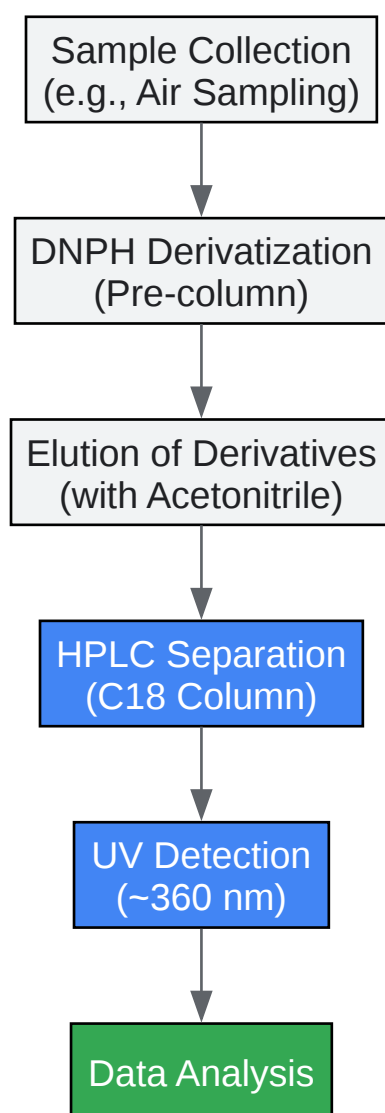 Sample Collection
(e.g., Air Sampling)
DNPH Derivatization
(Pre-column)
Elution of Derivatives
(with Acetonitrile)
HPLC Separation
(C18 Column)
UV Detection
(~360 nm)
Data Analysis